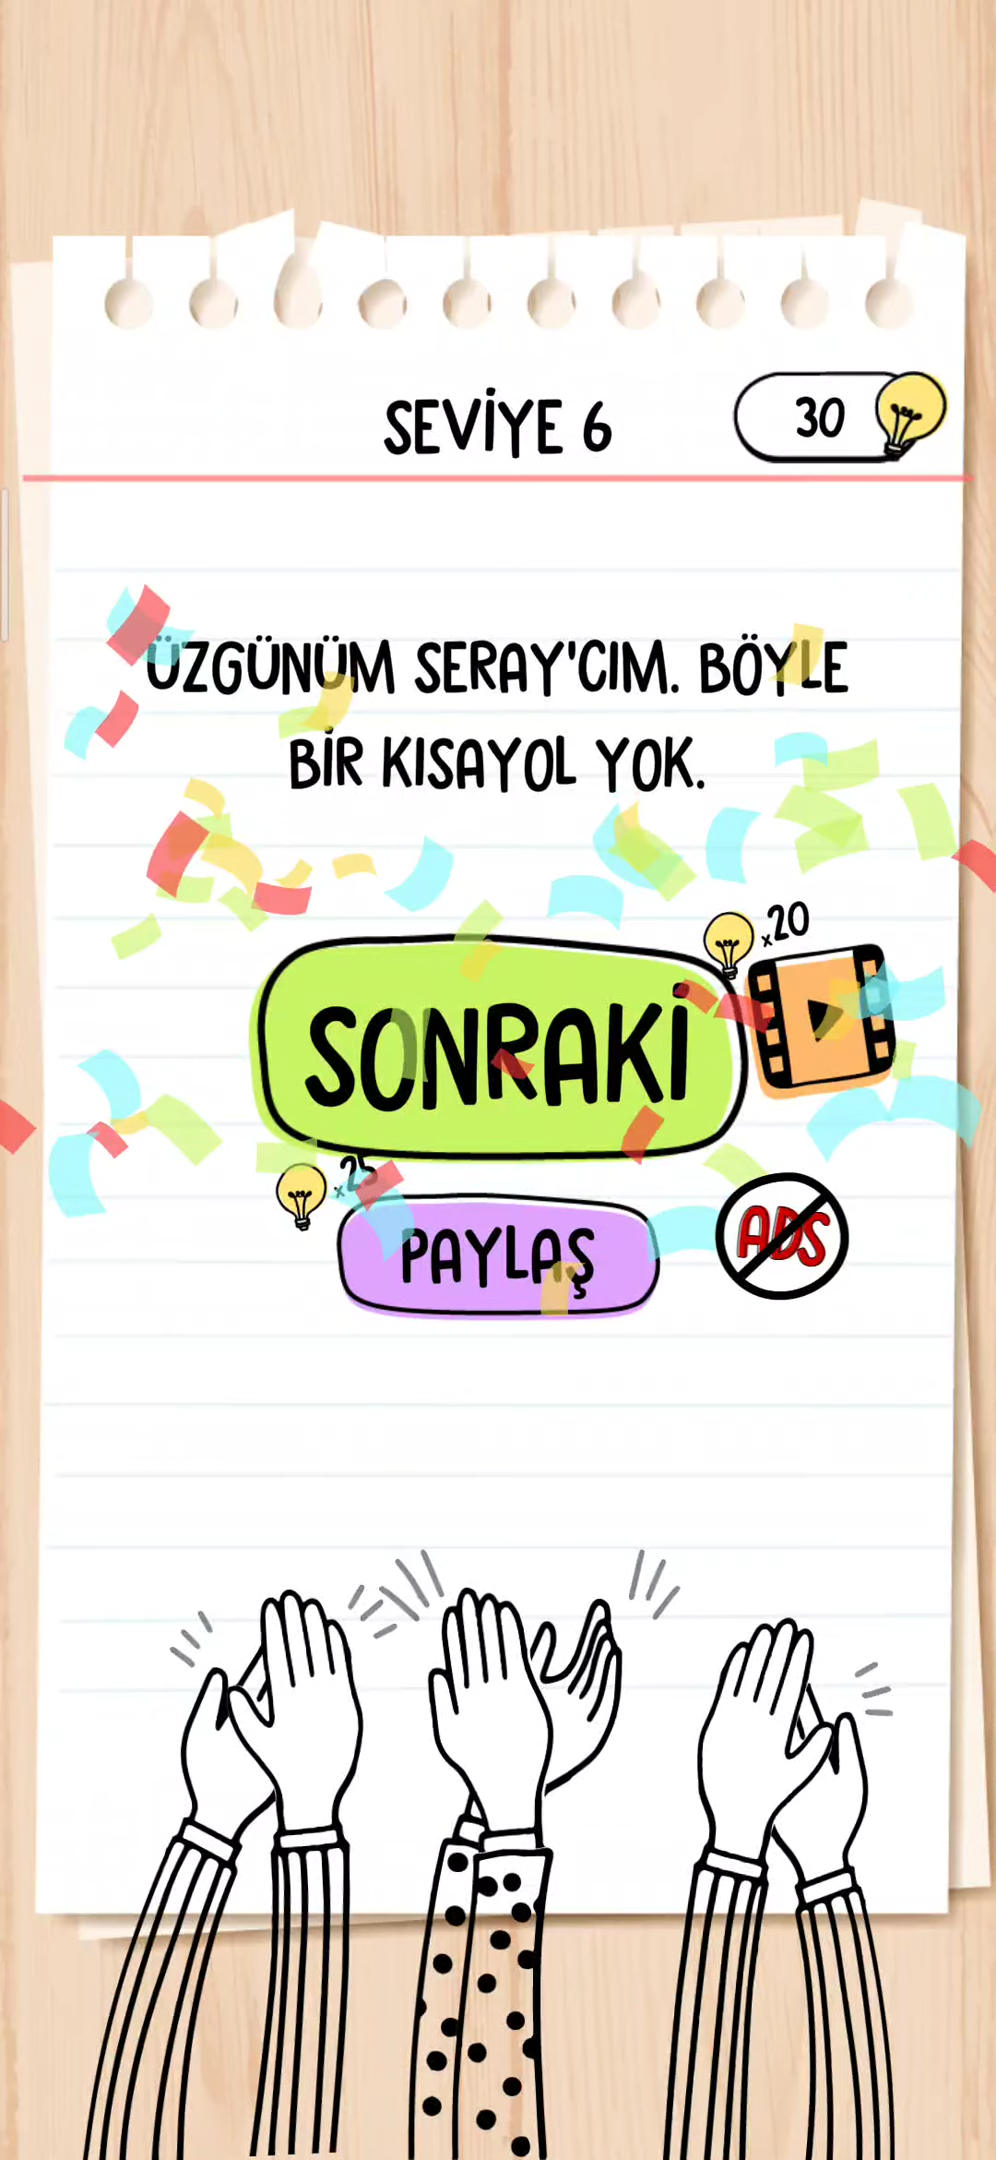 SEVİYE 6
30
ÜZGÜNÜM SERAY'CIM. BÖYLE
BİR KISAYOL YOK.
x20
SONRAKİ
x25
PAYLAŞ
ADS